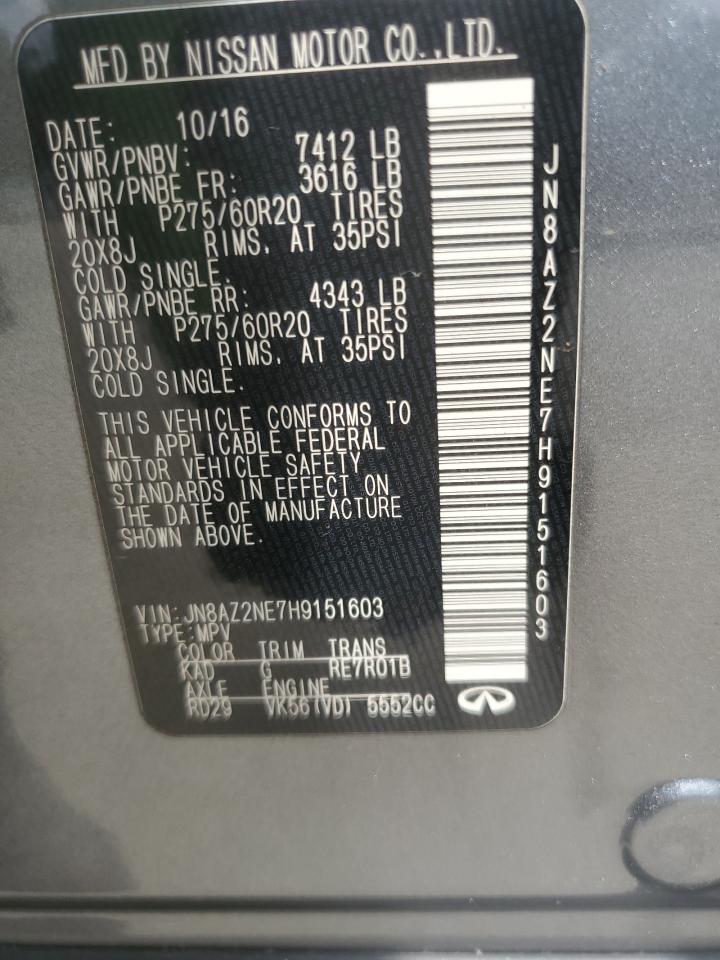 MFD BY NISSAN MOTOR CO.,LTD.
DATE: 10/16
GVWR/PNBV: 7412 LB
GAWR/PNBE FR: 3616 LB
WITH P275/60R20 TIRES
20X8J RIMS, AT 35PSI
COLD SINGLE.
GAWR/PNBE RR: 4343 LB
WITH P275/60R20 TIRES
20X8J RIMS, AT 35PSI
COLD SINGLE.
THIS VEHICLE CONFORMS TO
ALL APPLICABLE FEDERAL
MOTOR VEHICLE SAFETY
STANDARDS IN EFFECT ON
THE DATE OF MANUFACTURE
SHOWN ABOVE.
VIN:JN8AZ2NE7H9151603
TYPE:MPV
COLOR TRIM TRANS
KAD G RE7R01B
AXLE ENGINE
RD29 VK56(VD) 5552CC
JN8AZ2NE7H9151603